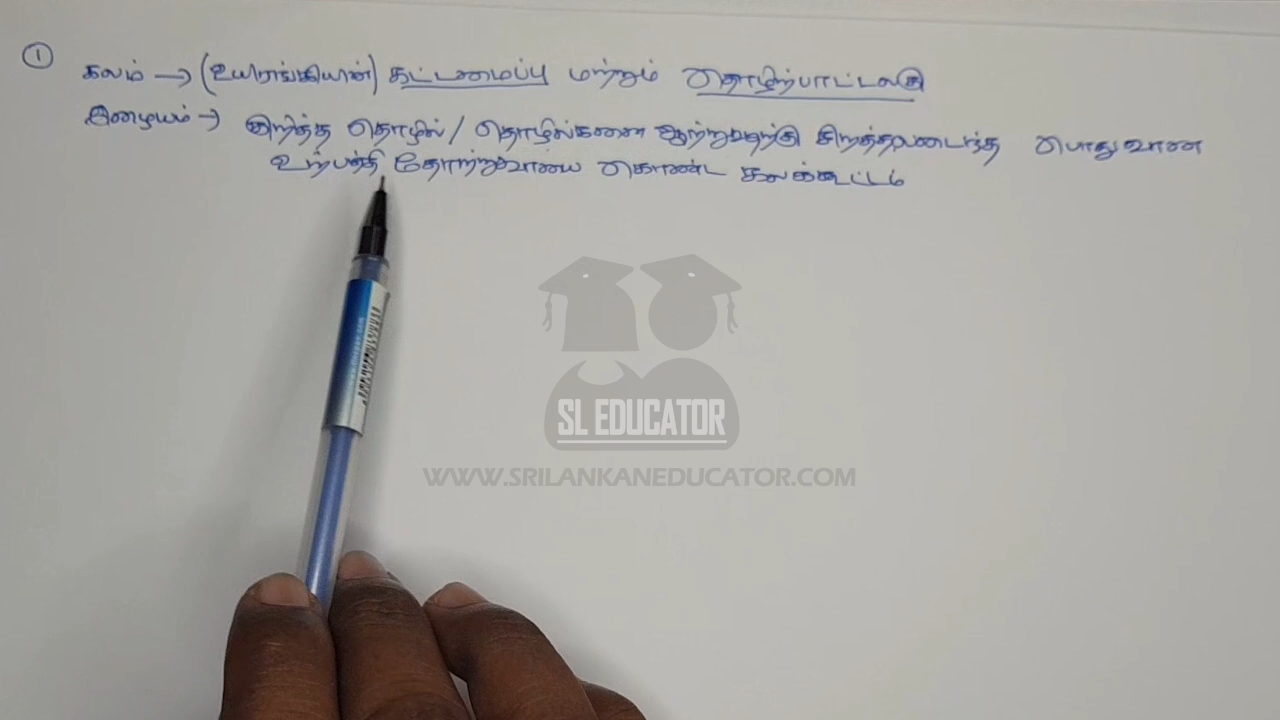 ① கலம் → (உயிரங்கியின்) கட்டமைப்பு மற்றும் தொழிற்பாட்டலகு
இழையம் → குறித்த தொழில் / தொழில்களை ஆற்றுவதற்கு சிறத்தலடைந்த பொதுவான
உற்பத்தி தோற்றுவாயை கொண்ட கலக்கூட்டம்
SL EDUCATOR
WWW.SRILANKANEDUCATOR.COM